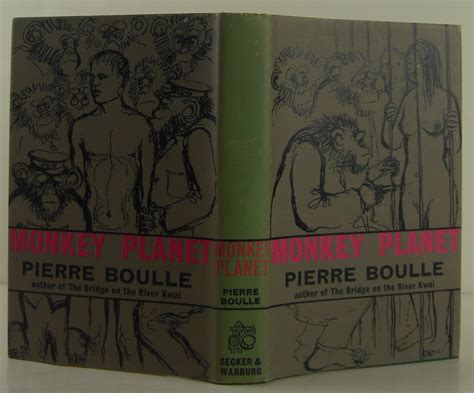 MONKEY PLANET
PIERRE BOULLE
author of The Bridge on the River Kwai
MONKEY
PLANET
PIERRE
BOULLE
SECKER &
WARBURG
MONKEY PLANET
PIERRE BOULLE
author of The Bridge on the River Kwai